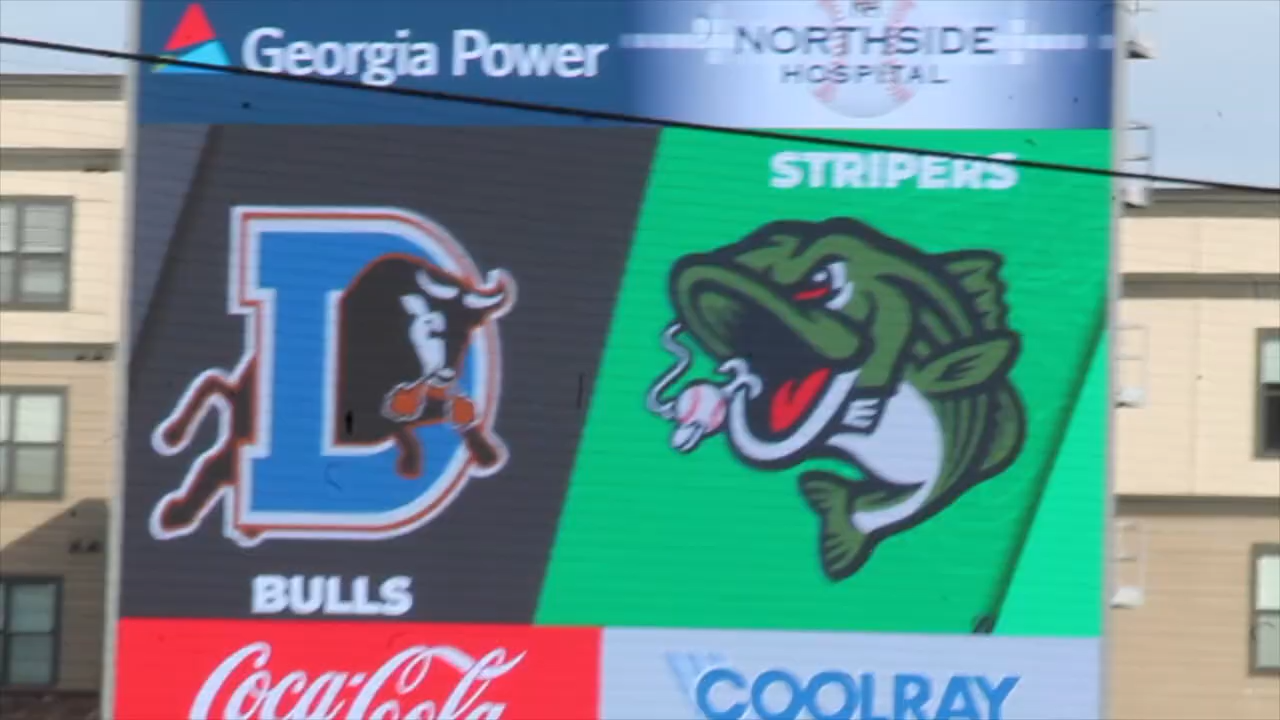 Georgia Power
NORTHSIDE
HOSPITAL
STRIPERS
D
BULLS
Coca-Cola
COOLRAY